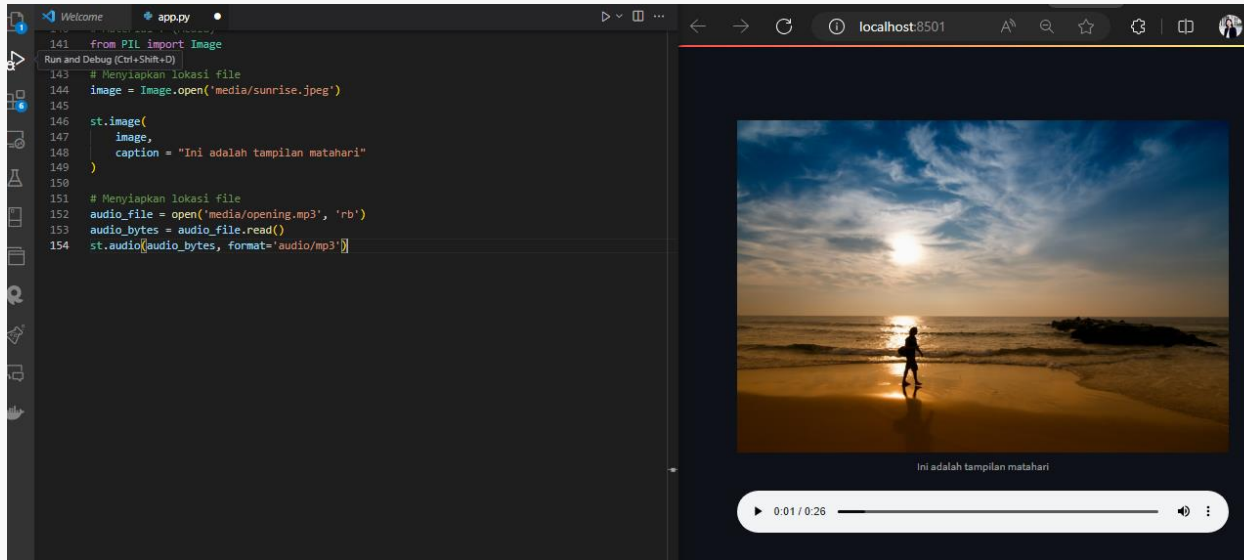 Welcome
app.py
141 from PIL import Image
Run and Debug (Ctrl+Shift+D)
143 # Menyiapkan lokasi file
144 image = Image.open('media/sunrise.jpeg')
145
146 st.image(
147 image,
148 caption = "Ini adalah tampilan matahari"
149 )
150
151 # Menyiapkan lokasi file
152 audio_file = open('media/opening.mp3', 'rb')
153 audio_bytes = audio_file.read()
154 st.audio(audio_bytes, format='audio/mp3')
1
6
localhost:8501
Ini adalah tampilan matahari
0:01 / 0:26